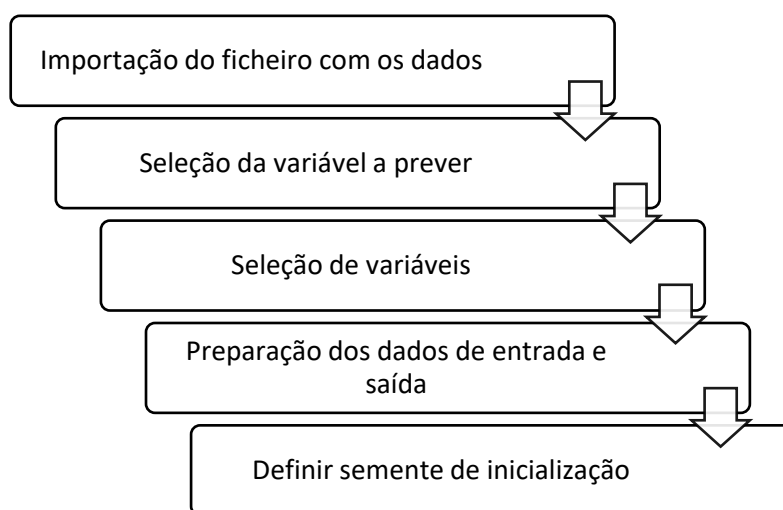 Importação do ficheiro com os dados
Seleção da variável a prever
Seleção de variáveis
Preparação dos dados de entrada e
saída
Definir semente de inicialização